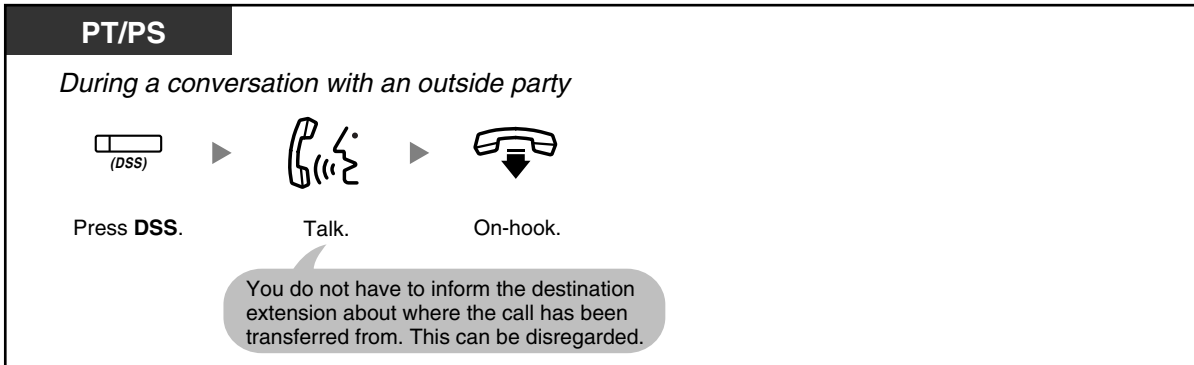 PT/PS
During a conversation with an outside party
(DSS)
Press DSS.
Talk.
On-hook.
You do not have to inform the destination
extension about where the call has been
transferred from. This can be disregarded.